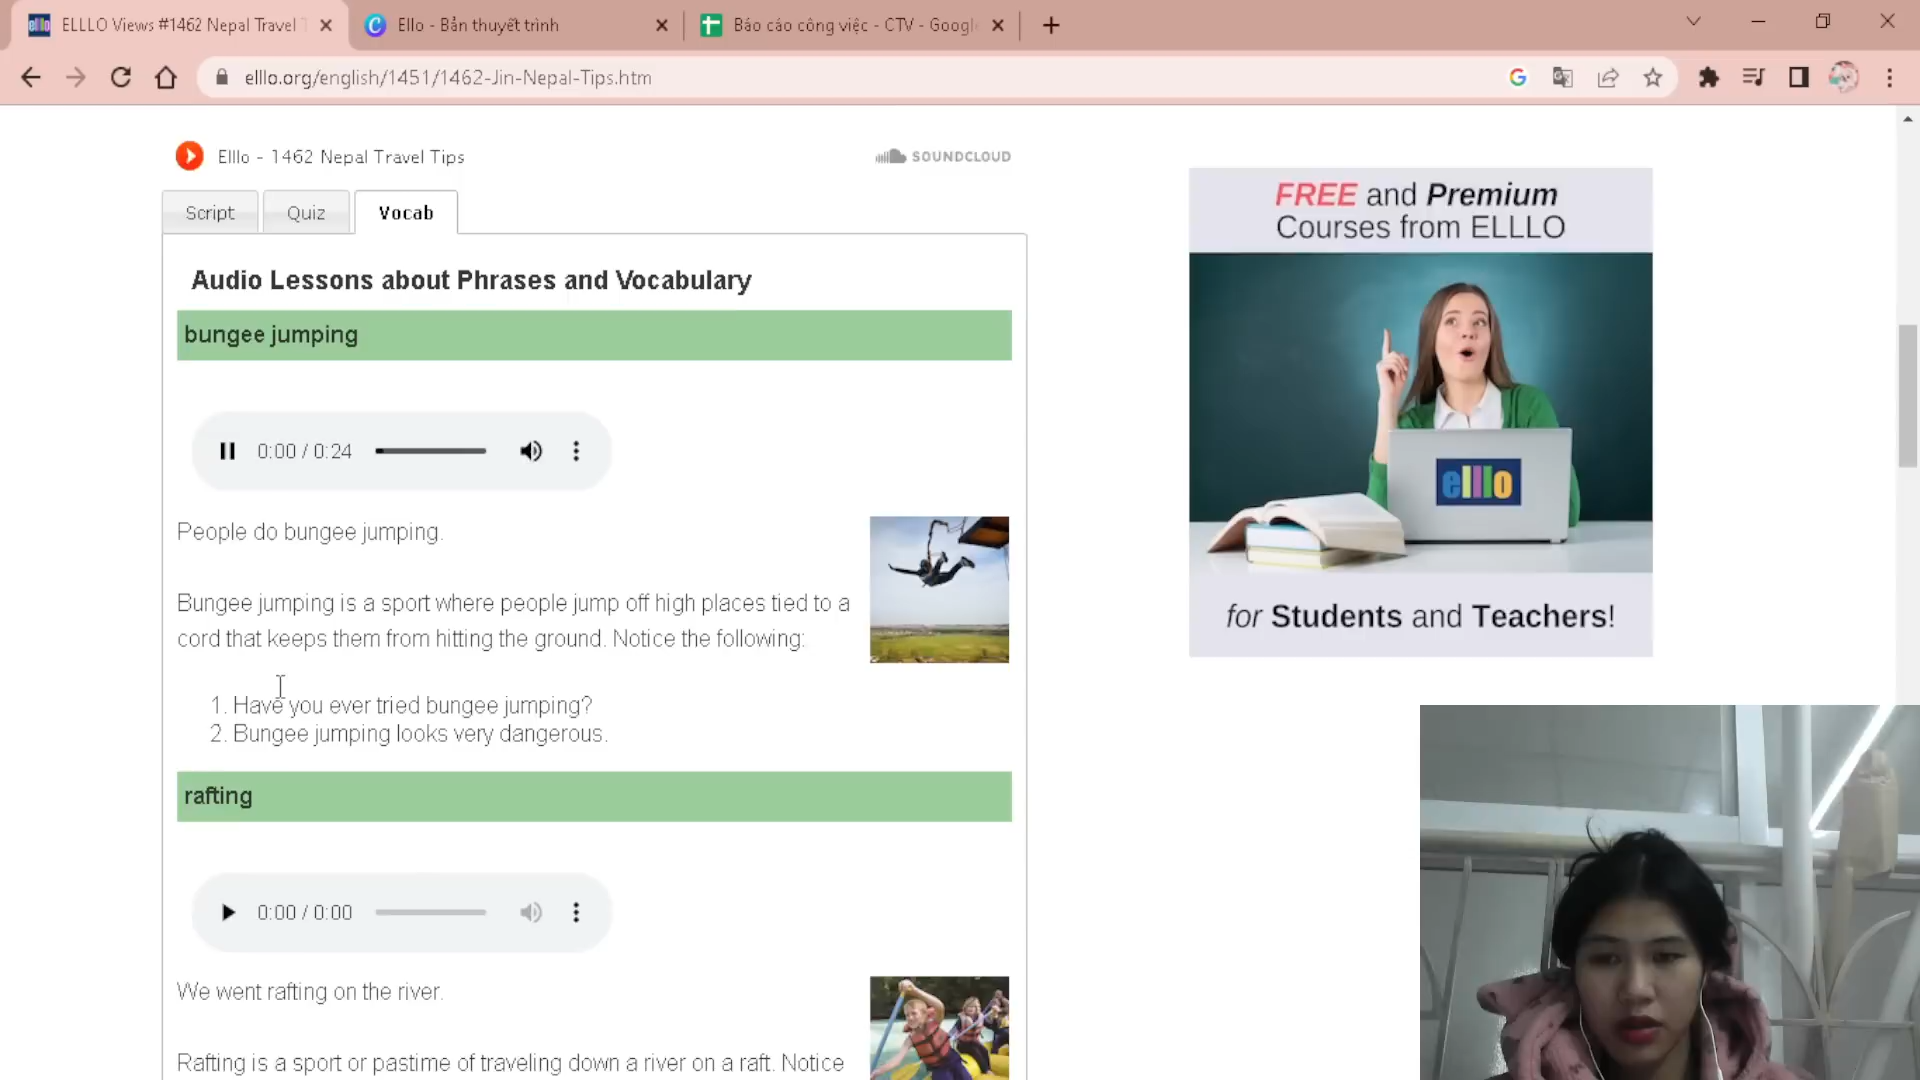 ELLLO Views #1462 Nepal Travel T
Ello - Bản thuyết trình
Báo cáo công việc - CTV - Googl
elllo.org/english/1451/1462-Jin-Nepal-Tips.htm
Elllo - 1462 Nepal Travel Tips
SOUNDCLOUD
Script
Quiz
Vocab
Audio Lessons about Phrases and Vocabulary
bungee jumping
0:00 / 0:24
People do bungee jumping.
Bungee jumping is a sport where people jump off high places tied to a
cord that keeps them from hitting the ground. Notice the following:
1. Have you ever tried bungee jumping?
2. Bungee jumping looks very dangerous.
rafting
0:00 / 0:00
We went rafting on the river.
Rafting is a sport or pastime of traveling down a river on a raft. Notice
FREE and Premium
Courses from ELLLO
elllo
for Students and Teachers!